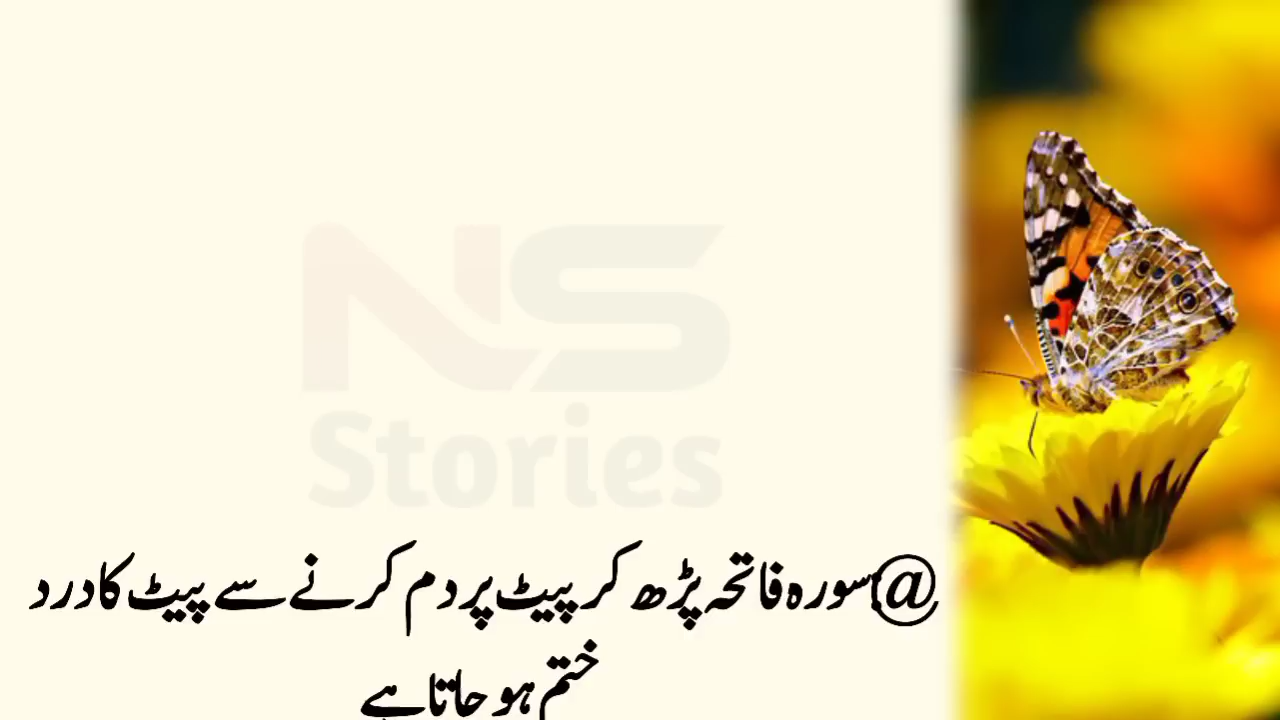 NS
Stories
@سورہ فاتحہ پڑھ کر پیٹ پر دم کرنے سے پیٹ کا درد
ختم ہو جاتا ہے